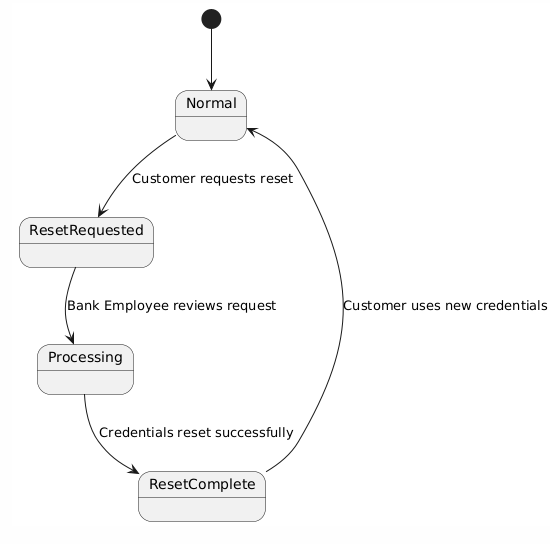 Normal
Customer requests reset
ResetRequested
Bank Employee reviews request
Customer uses new credentials
Processing
Credentials reset successfully
ResetComplete